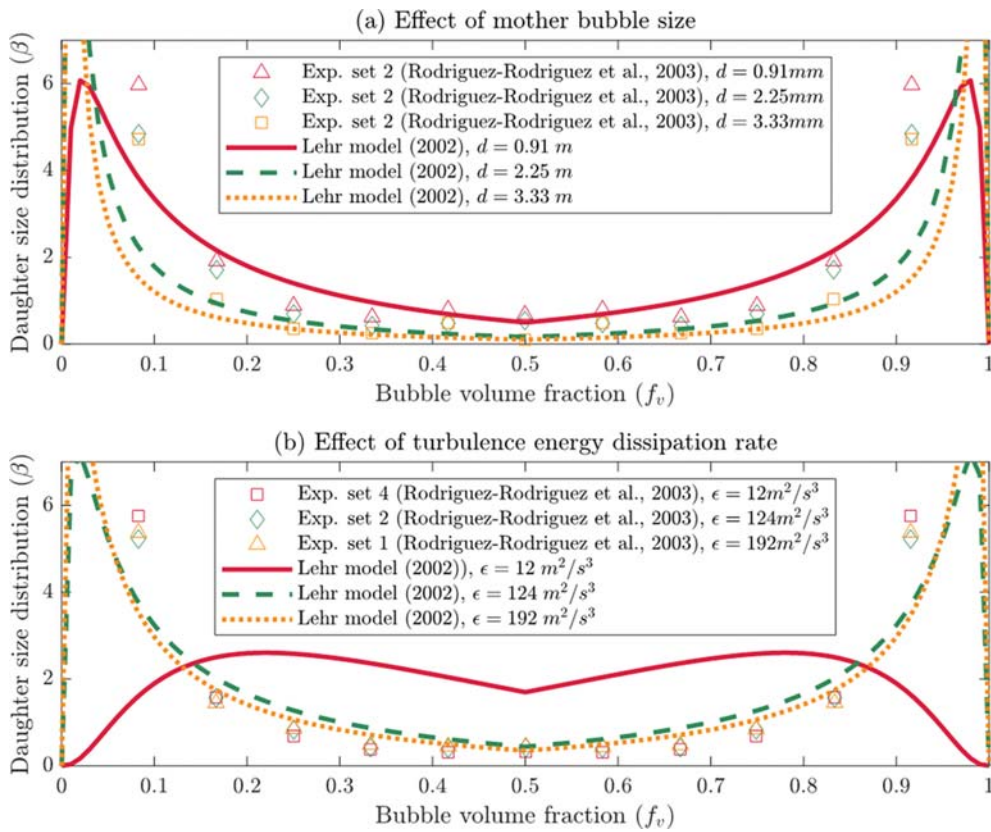 (a) Effect of mother bubble size
Daughter size distribution (β)
6
4
2
0
Exp. set 2 (Rodriguez-Rodriguez et al., 2003), d = 0.91mm
Exp. set 2 (Rodriguez-Rodriguez et al., 2003), d = 2.25mm
Exp. set 2 (Rodriguez-Rodriguez et al., 2003), d = 3.33mm
Lehr model (2002), d = 0.91 m
Lehr model (2002), d = 2.25 m
Lehr model (2002), d = 3.33 m
0 0.1 0.2 0.3 0.4 0.5 0.6 0.7 0.8 0.9 1
Bubble volume fraction (f_v)
(b) Effect of turbulence energy dissipation rate
Daughter size distribution (β)
6
4
2
0
Exp. set 4 (Rodriguez-Rodriguez et al., 2003), ϵ = 12m²/s³
Exp. set 2 (Rodriguez-Rodriguez et al., 2003), ϵ = 124m²/s³
Exp. set 1 (Rodriguez-Rodriguez et al., 2003), ϵ = 192m²/s³
Lehr model (2002)), ϵ = 12 m²/s³
Lehr model (2002), ϵ = 124 m²/s³
Lehr model (2002), ϵ = 192 m²/s³
0 0.1 0.2 0.3 0.4 0.5 0.6 0.7 0.8 0.9 1
Bubble volume fraction (f_v)